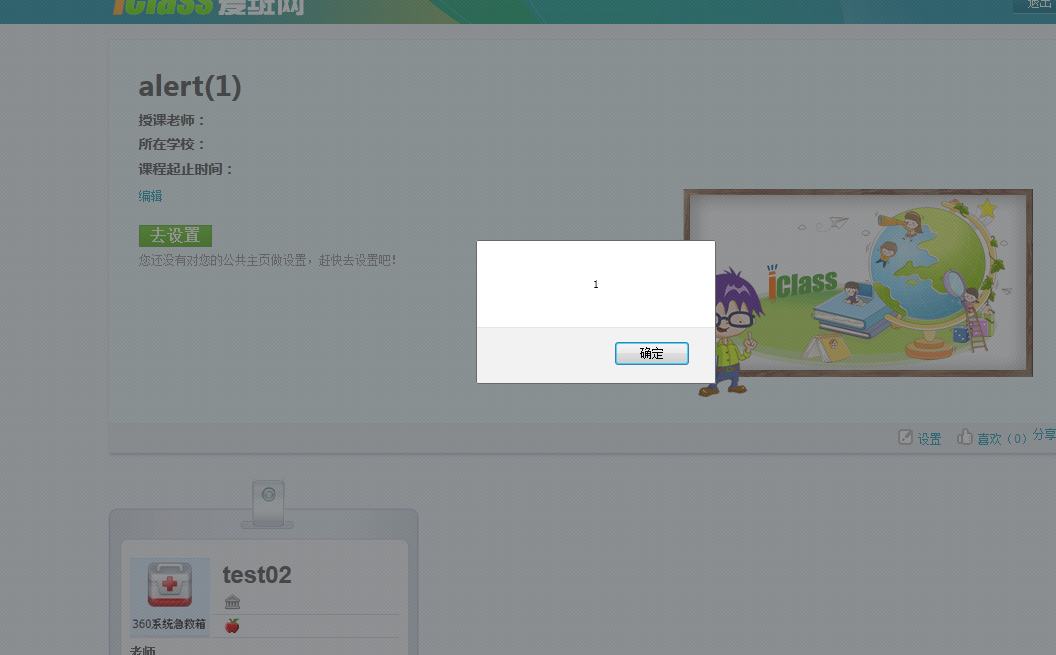 iClass 爱班网
退出
alert(1)
授课老师：
所在学校：
课程起止时间：
编辑
去设置
您还没有对您的公共主页做设置，赶快去设置吧！
1
确定
iClass
设置
喜欢（0）
分享
test02
360系统急救箱
老师